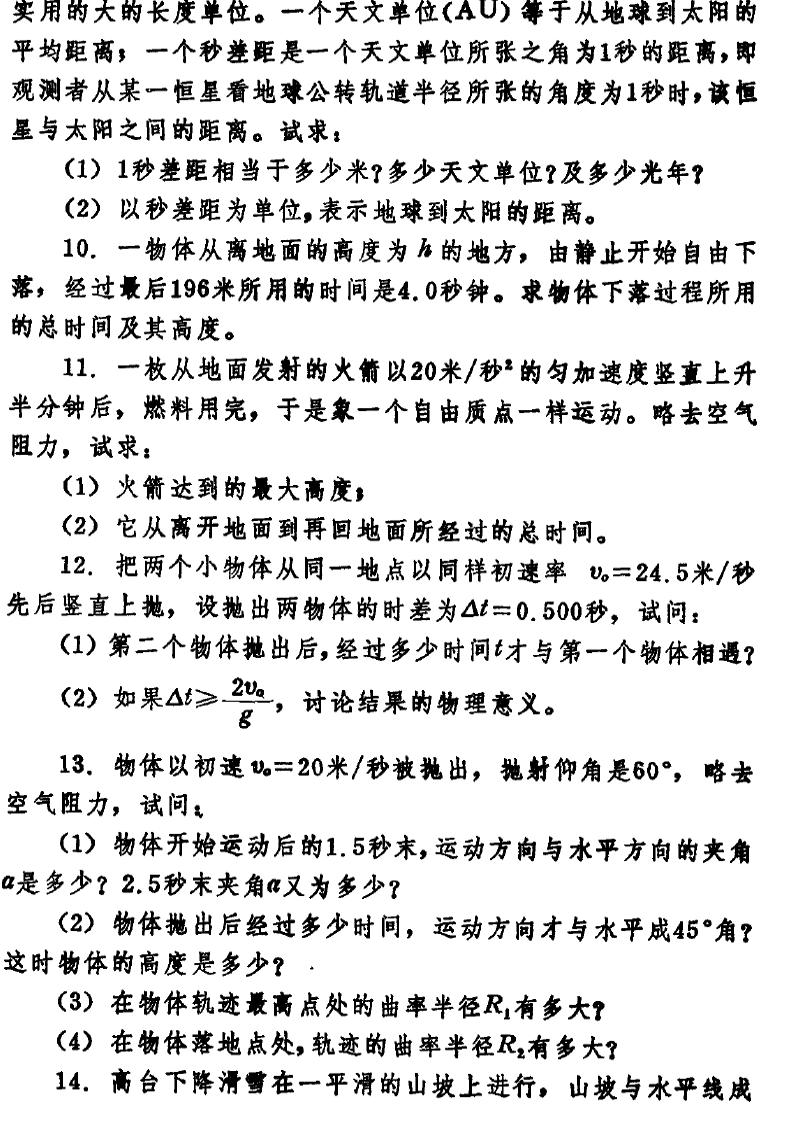 实用的大的长度单位。一个天文单位(AU)等于从地球到太阳的
平均距离；一个秒差距是一个天文单位所张之角为1秒的距离，即
观测者从某一恒星看地球公转轨道半径所张的角度为1秒时，该恒
星与太阳之间的距离。试求：
(1) 1秒差距相当于多少米？多少天文单位？及多少光年？
(2) 以秒差距为单位，表示地球到太阳的距离。
10. 一物体从离地面的高度为h的地方，由静止开始自由下
落，经过最后196米所用的时间是4.0秒钟。求物体下落过程所用
的总时间及其高度。
11. 一枚从地面发射的火箭以20米/秒²的匀加速度竖直上升
半分钟后，燃料用完，于是象一个自由质点一样运动。略去空气
阻力，试求：
(1) 火箭达到的最大高度；
(2) 它从离开地面到再回地面所经过的总时间。
12. 把两个小物体从同一地点以同样初速率 v₀=24.5米/秒
先后竖直上抛，设抛出两物体的时差为Δt=0.500秒，试问：
(1) 第二个物体抛出后，经过多少时间t才与第一个物体相遇？
(2) 如果Δt≥2v₀/g，讨论结果的物理意义。
13. 物体以初速v₀=20米/秒被抛出，抛射仰角是60°，略去
空气阻力，试问：
(1) 物体开始运动后的1.5秒末，运动方向与水平方向的夹角
α是多少？2.5秒末夹角α又为多少？
(2) 物体抛出后经过多少时间，运动方向才与水平成45°角？
这时物体的高度是多少？
(3) 在物体轨迹最高点处的曲率半径R₁有多大？
(4) 在物体落地点处，轨迹的曲率半径R₂有多大？
14. 高台下降滑雪在一平滑的山坡上进行，山坡与水平线成